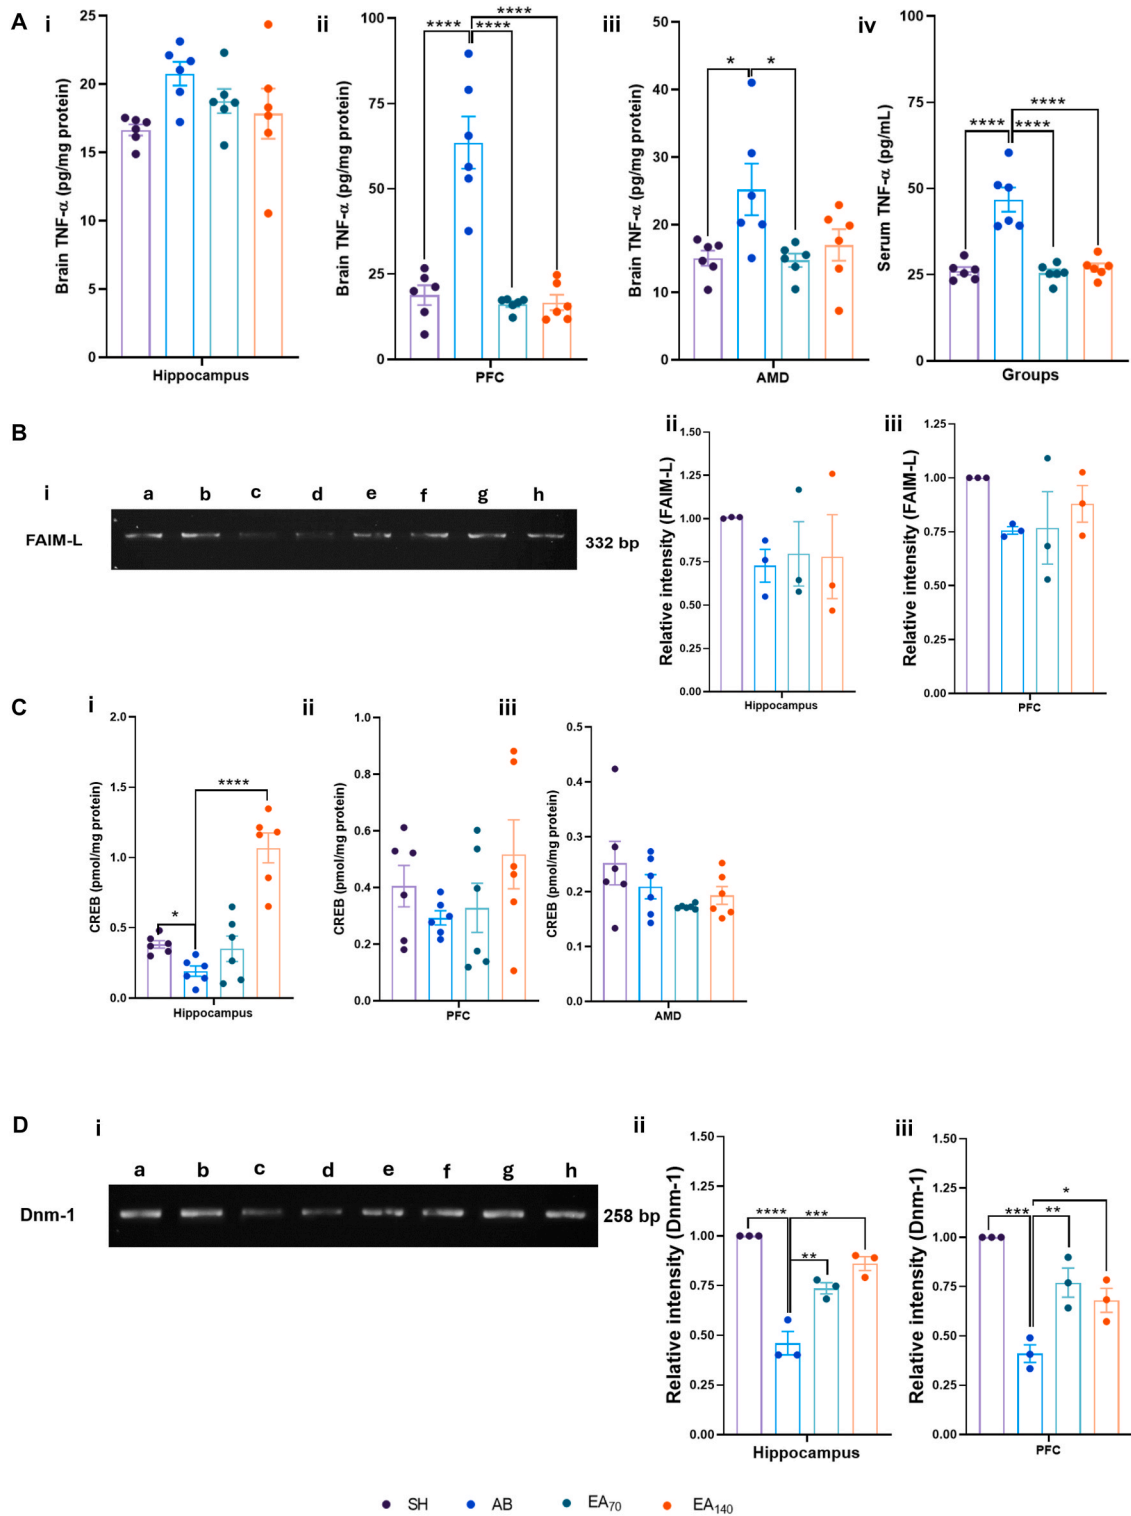 A
i
ii
iii
iv
Brain TNF-α (pg/mg protein)
25
20
15
10
5
0
Hippocampus
Brain TNF-α (pg/mg protein)
100
75
50
25
0
**** **** ****
PFC
Brain TNF-α (pg/mg protein)
50
40
30
20
10
0
* *
AMD
Serum TNF-α (pg/mL)
100
75
50
25
0
**** **** ****
Groups
B
i
a b c d e f g h
FAIM-L
332 bp
ii
Relative intensity (FAIM-L)
1.50
1.25
1.00
0.75
0.50
0.25
0.00
Hippocampus
iii
Relative intensity (FAIM-L)
1.25
1.00
0.75
0.50
0.25
0.00
PFC
C
i
CREB (pmol/mg protein)
2.0
1.5
1.0
0.5
0.0
* ****
Hippocampus
ii
CREB (pmol/mg protein)
1.0
0.8
0.6
0.4
0.2
0.0
PFC
iii
CREB (pmol/mg protein)
0.5
0.4
0.3
0.2
0.1
0.0
AMD
D
i
a b c d e f g h
Dnm-1
258 bp
ii
Relative intensity (Dnm-1)
1.50
1.25
1.00
0.75
0.50
0.25
0.00
**** *** **
Hippocampus
iii
Relative intensity (Dnm-1)
1.50
1.25
1.00
0.75
0.50
0.25
0.00
*** ** *
PFC
SH AB EA70 EA140